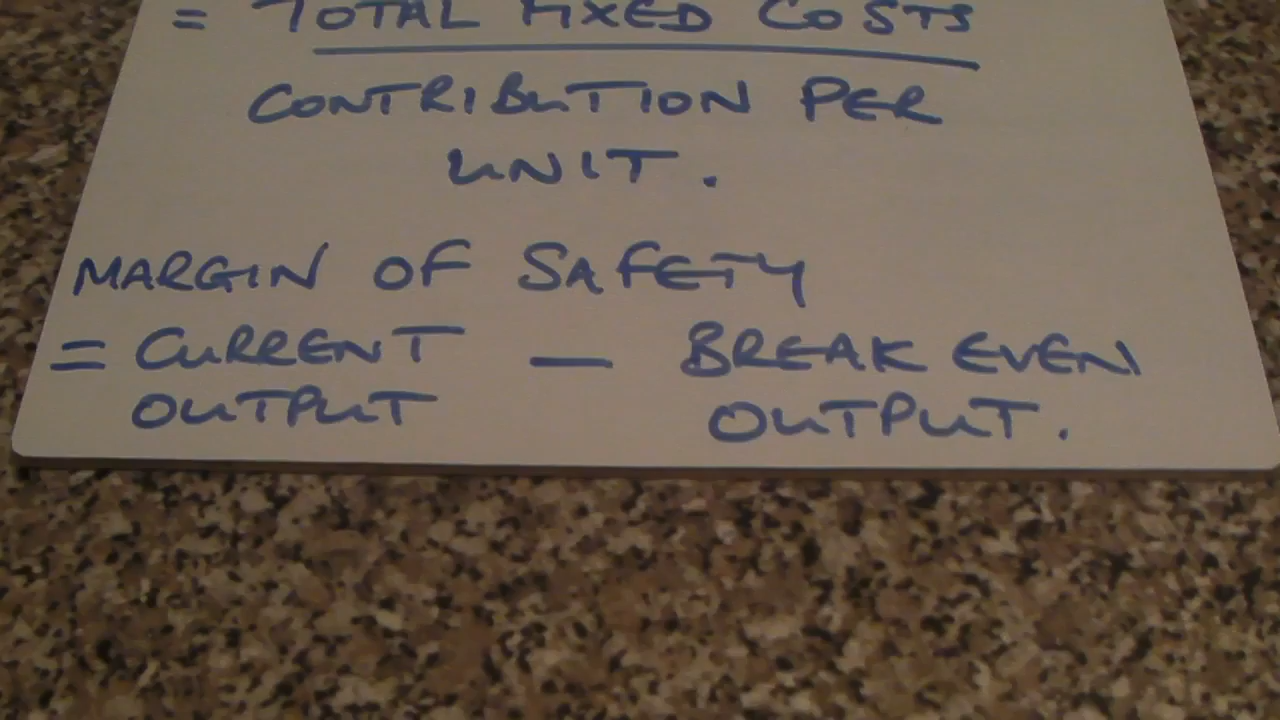 = TOTAL FIXED COSTS
CONTRIBUTION PER
UNIT.
MARGIN OF SAFETY
= CURRENT — BREAK EVEN
OUTPUT OUTPUT.